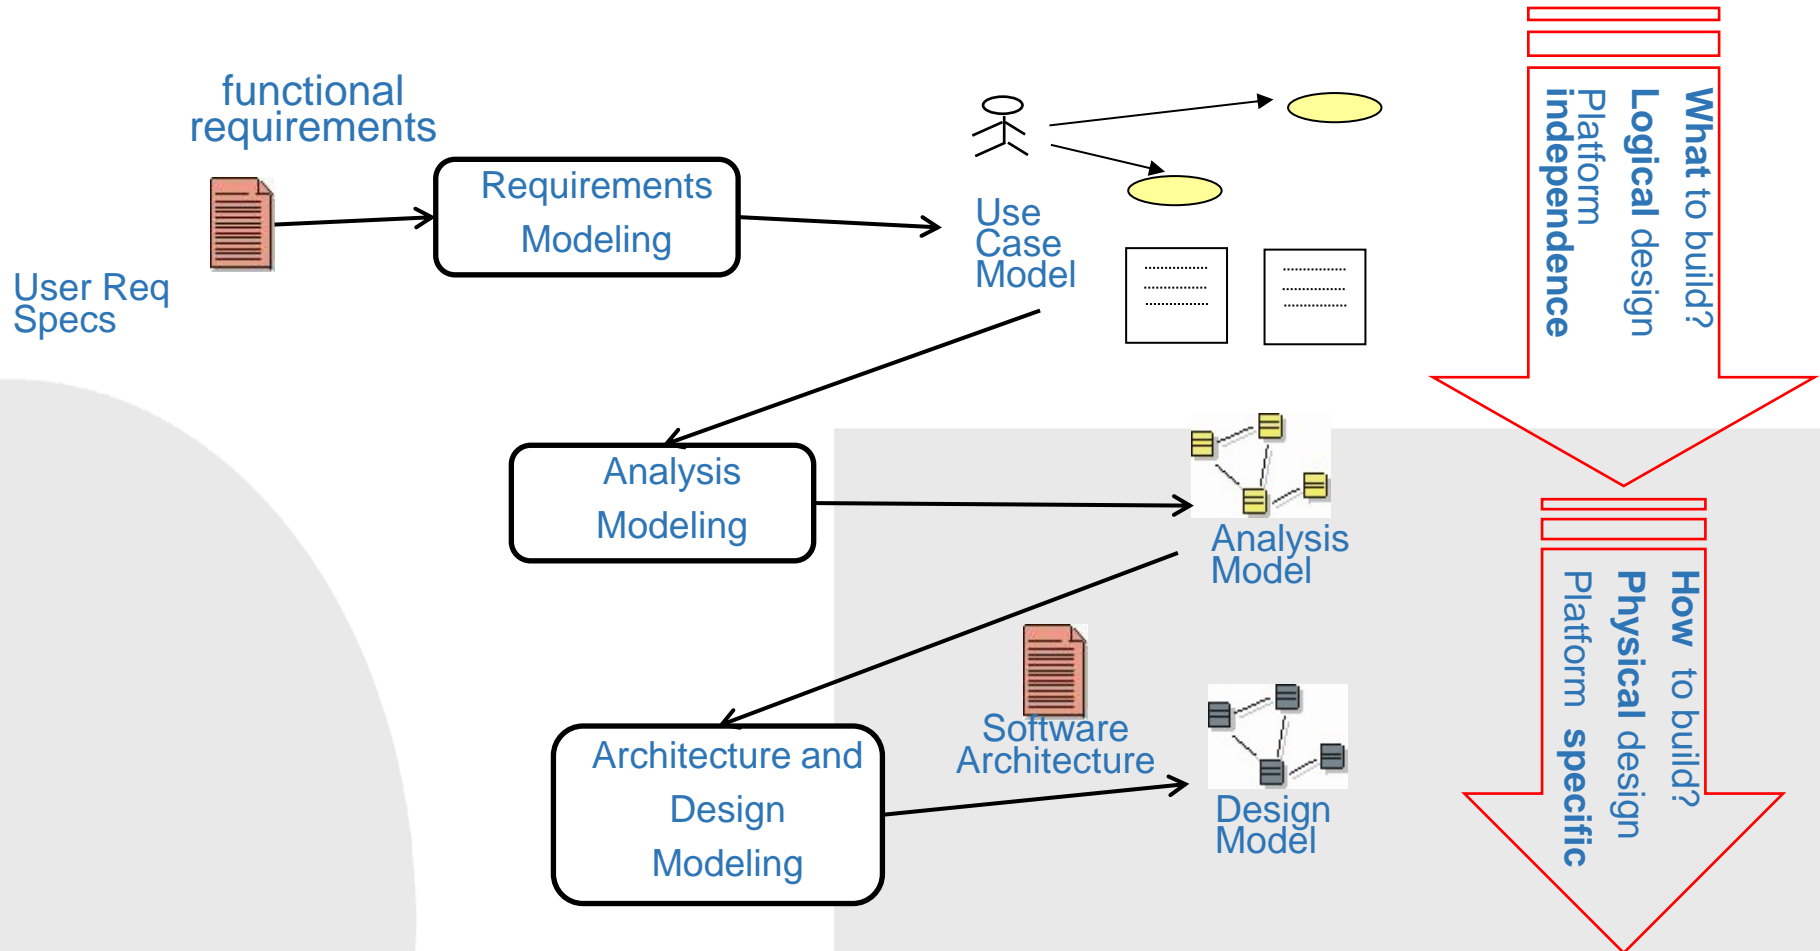 functional
requirements
User Req
Specs
Requirements
Modeling
Use
Case
Model
What to build?
Logical design
Platform
independence
Analysis
Modeling
Analysis
Model
Software
Architecture
Architecture and
Design
Modeling
Design
Model
How to build?
Physical design
Platform specific